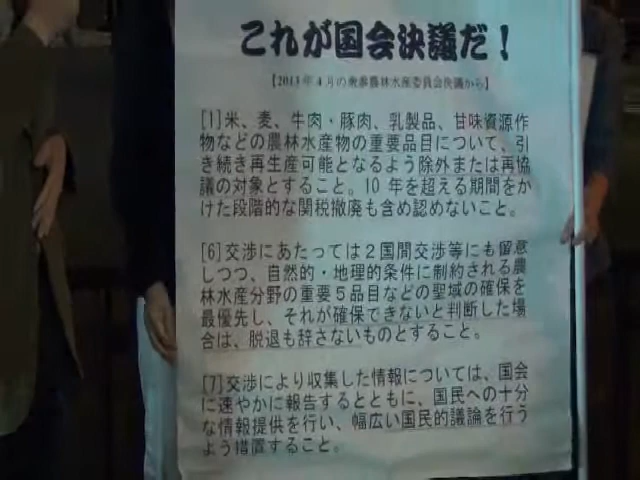 これが国会決議だ！
【2013年4月の衆参農林水産委員会決議から】
[1]米、麦、牛肉・豚肉、乳製品、甘味資源作
物などの農林水産物の重要品目について、引
き続き再生産可能となるよう除外または再協
議の対象とすること。10 年を超える期間をか
けた段階的な関税撤廃も含め認めないこと。
[6]交渉にあたっては２国間交渉等にも留意
しつつ、自然的・地理的条件に制約される農
林水産分野の重要５品目などの聖域の確保を
最優先し、それが確保できないと判断した場
合は、脱退も辞さないものとすること。
[7]交渉により収集した情報については、国会
に速やかに報告するとともに、国民への十分
な情報提供を行い、幅広い国民的議論を行う
よう措置すること。